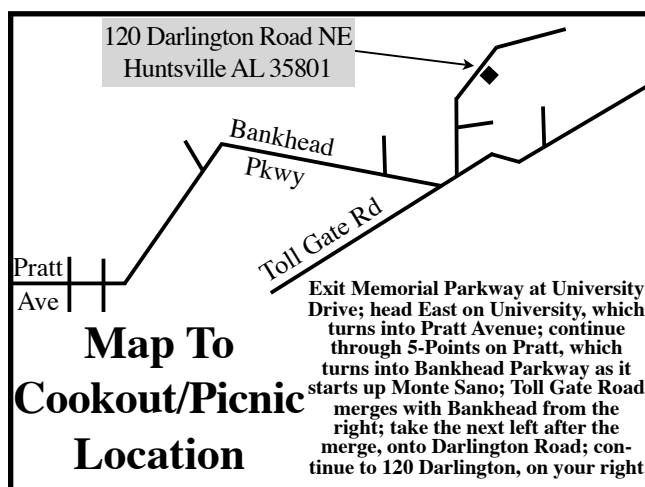 120 Darlington Road NE
Huntsville AL 35801
Bankhead
Pkwy
Toll Gate Rd
Pratt
Ave
Map To
Cookout/Picnic
Location
Exit Memorial Parkway at University
Drive; head East on University, which
turns into Pratt Avenue; continue
through 5-Points on Pratt, which
turns into Bankhead Parkway as it
starts up Monte Sano; Toll Gate Road
merges with Bankhead from the
right; take the next left after the
merge, onto Darlington Road; con-
tinue to 120 Darlington, on your right